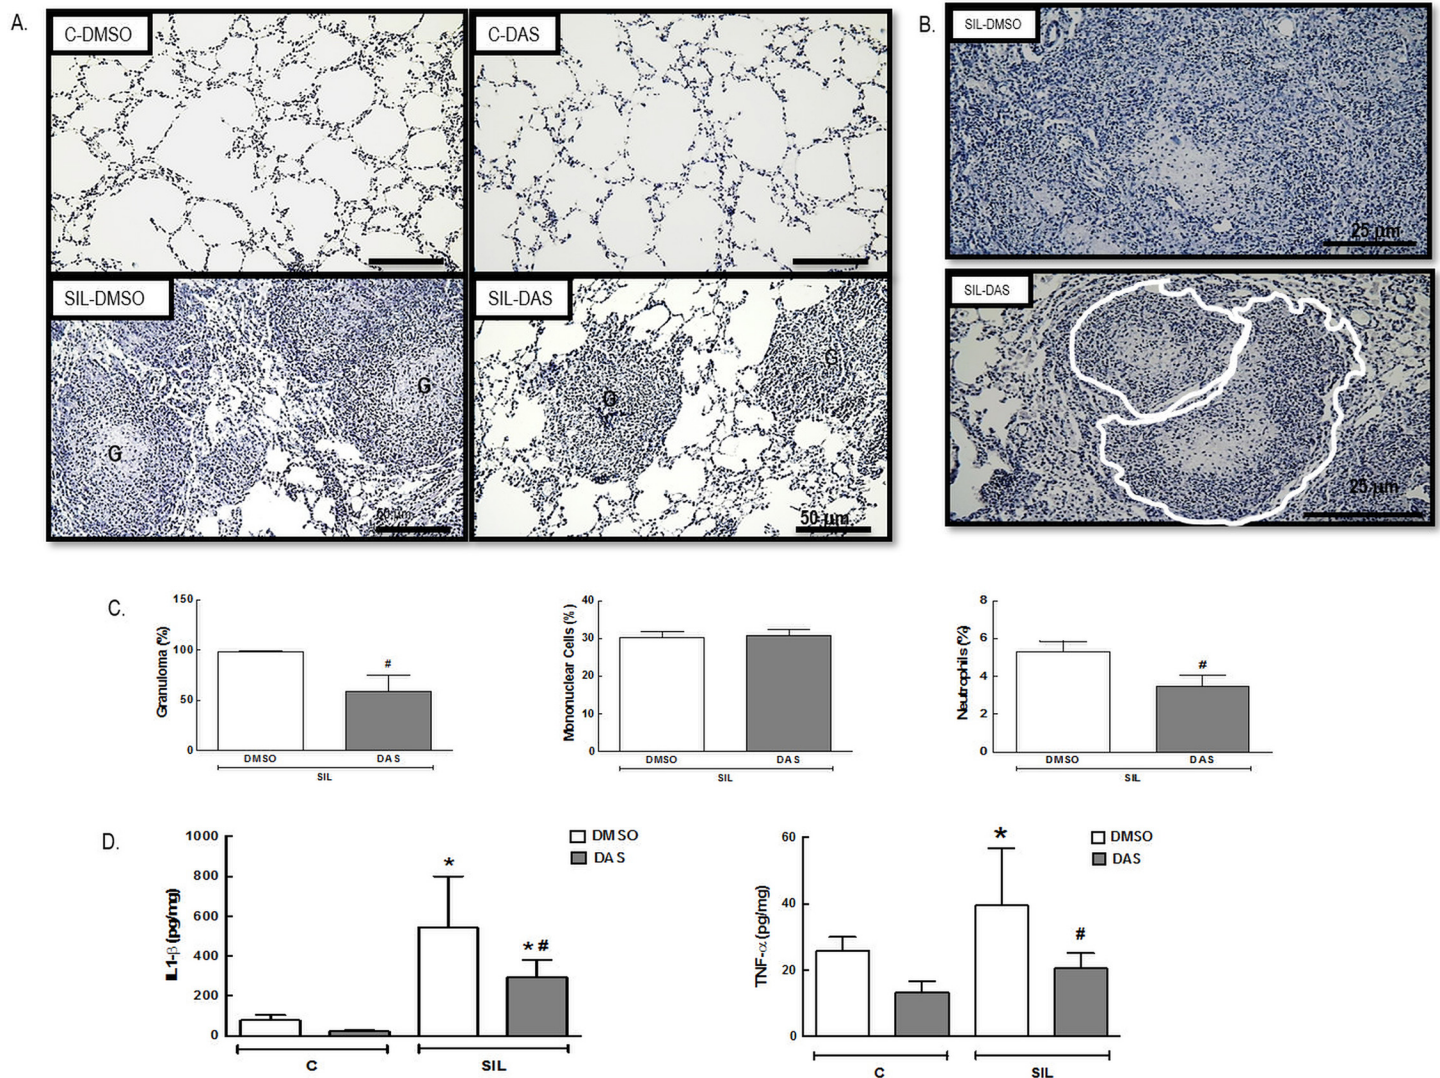 A.
C-DMSO
C-DAS
SIL-DMSO
G
G
50 µm
SIL-DAS
G
G
50 µm
B.
SIL-DMSO
25 µm
SIL-DAS
25 µm
C.
Granuloma (%)
150
100
50
0
#
DMSO DAS
SIL
Mononuclear Cells (%)
40
30
20
10
0
DMSO DAS
SIL
Neutrophils (%)
8
6
4
2
0
#
DMSO DAS
SIL
D.
IL1-β (pg/mg)
1000
800
600
400
200
0
*
* #
DMSO
DAS
C SIL
TNF-α (pg/mg)
60
40
20
0
*
#
DMSO
DAS
C SIL